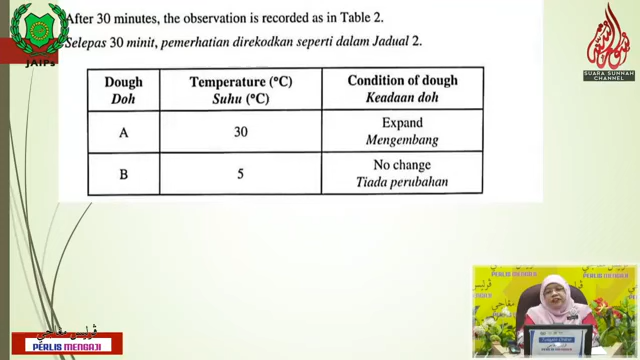 After 30 minutes, the observation is recorded as in Table 2.
Selepas 30 minit, pemerhatian direkodkan seperti dalam Jadual 2.
JAIPs
SUARA SUNNAH
CHANNEL
Dough Temperature (°C) Condition of dough
Doh Suhu (°C) Keadaan doh
A 30 Expand
Mengembang
B 5 No change
Tiada perubahan
ڤرليس مڠاجي
PERLIS MENGAJI